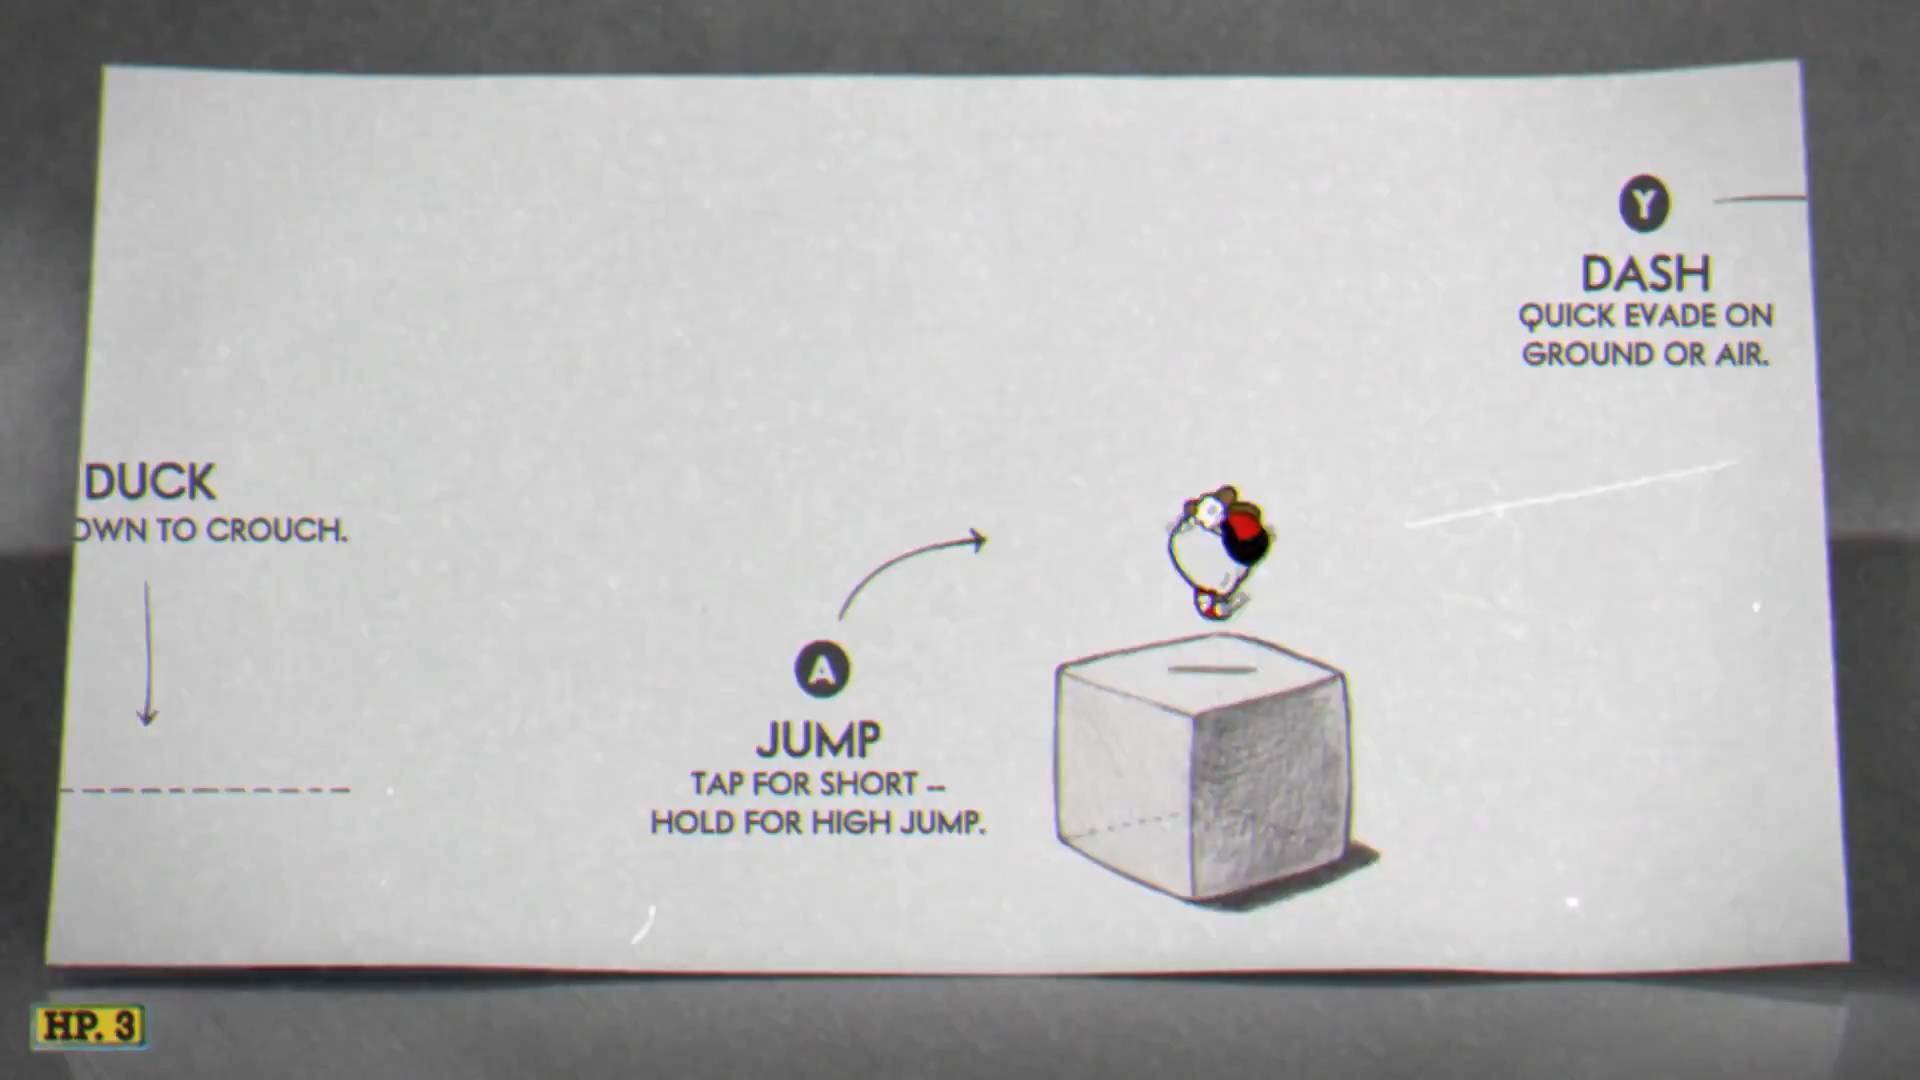 Y
DASH
QUICK EVADE ON
GROUND OR AIR.
DUCK
OWN TO CROUCH.
A
JUMP
TAP FOR SHORT --
HOLD FOR HIGH JUMP.
HP. 3